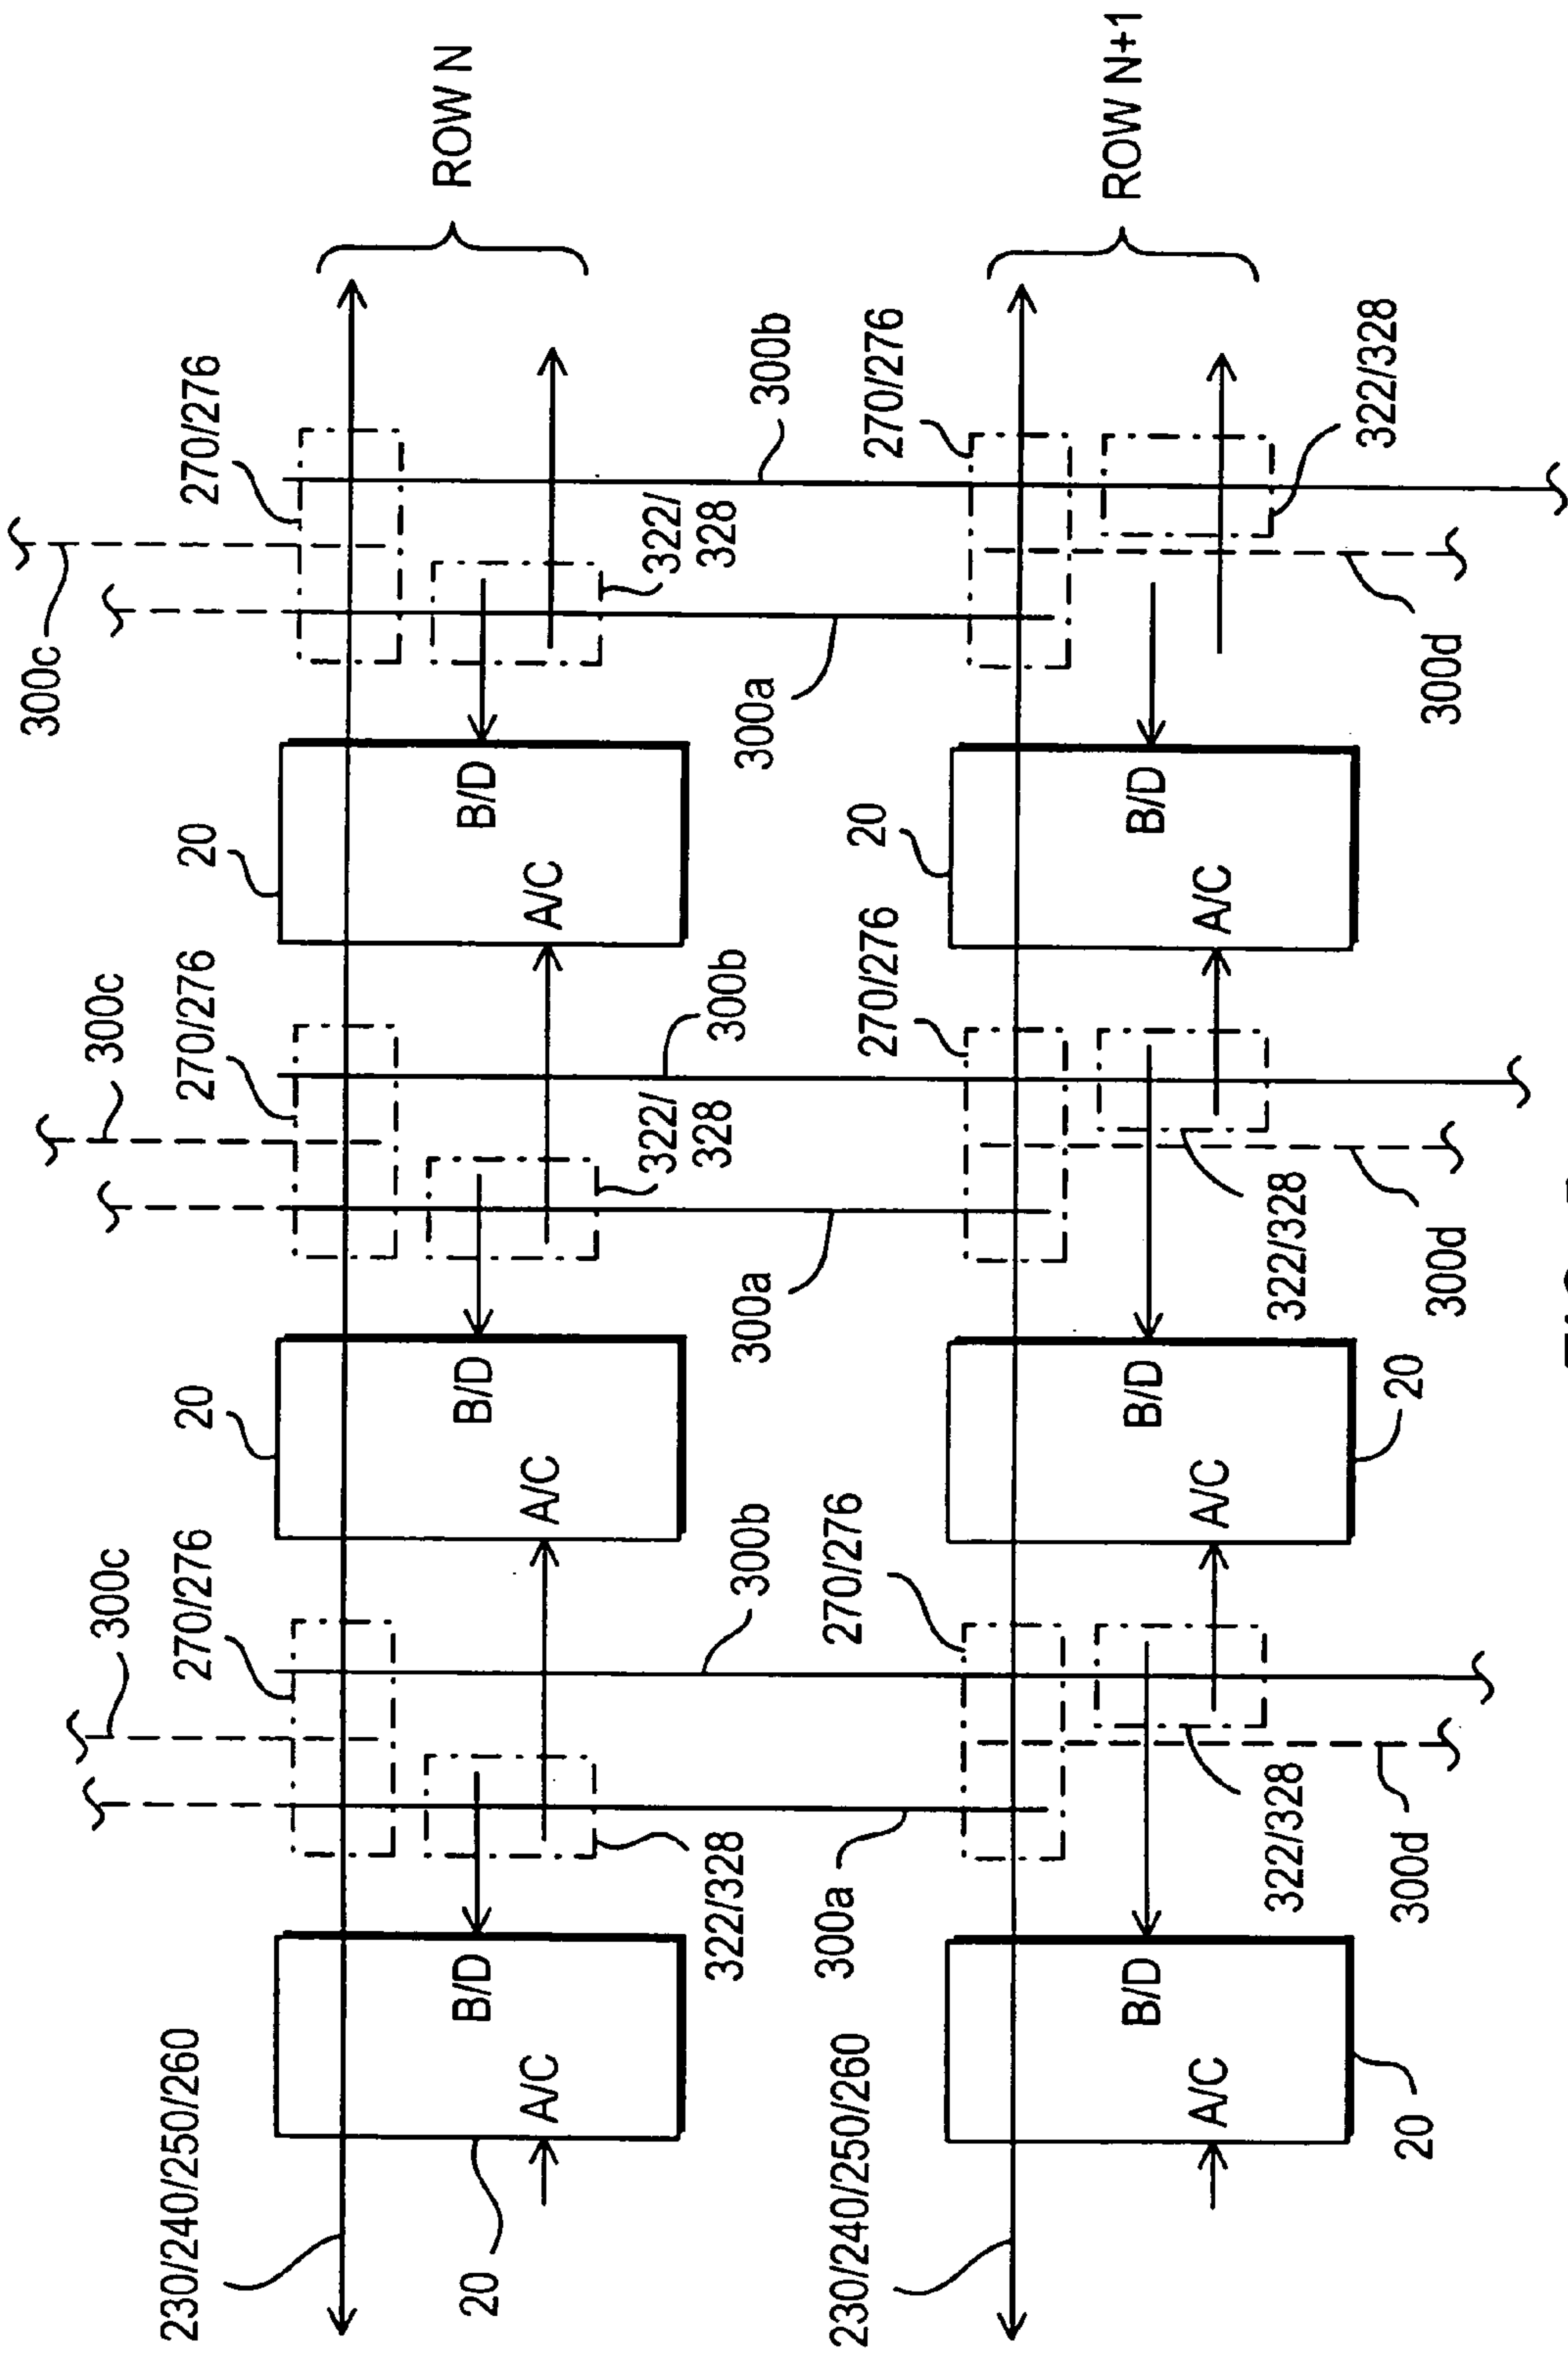 300c
270/276
ROW N
20
B/D
A/C
322/
328
300a
300b
300c
270/276
20
B/D
A/C
322/
328
300a
300b
300c
270/276
230/240/250/260
20
B/D
A/C
322/328
300a
300b
270/276
ROW N+1
322/328
300d
20
B/D
A/C
270/276
322/328
300d
B/D
A/C
20
270/276
322/328
300d
230/240/250/260
B/D
A/C
20